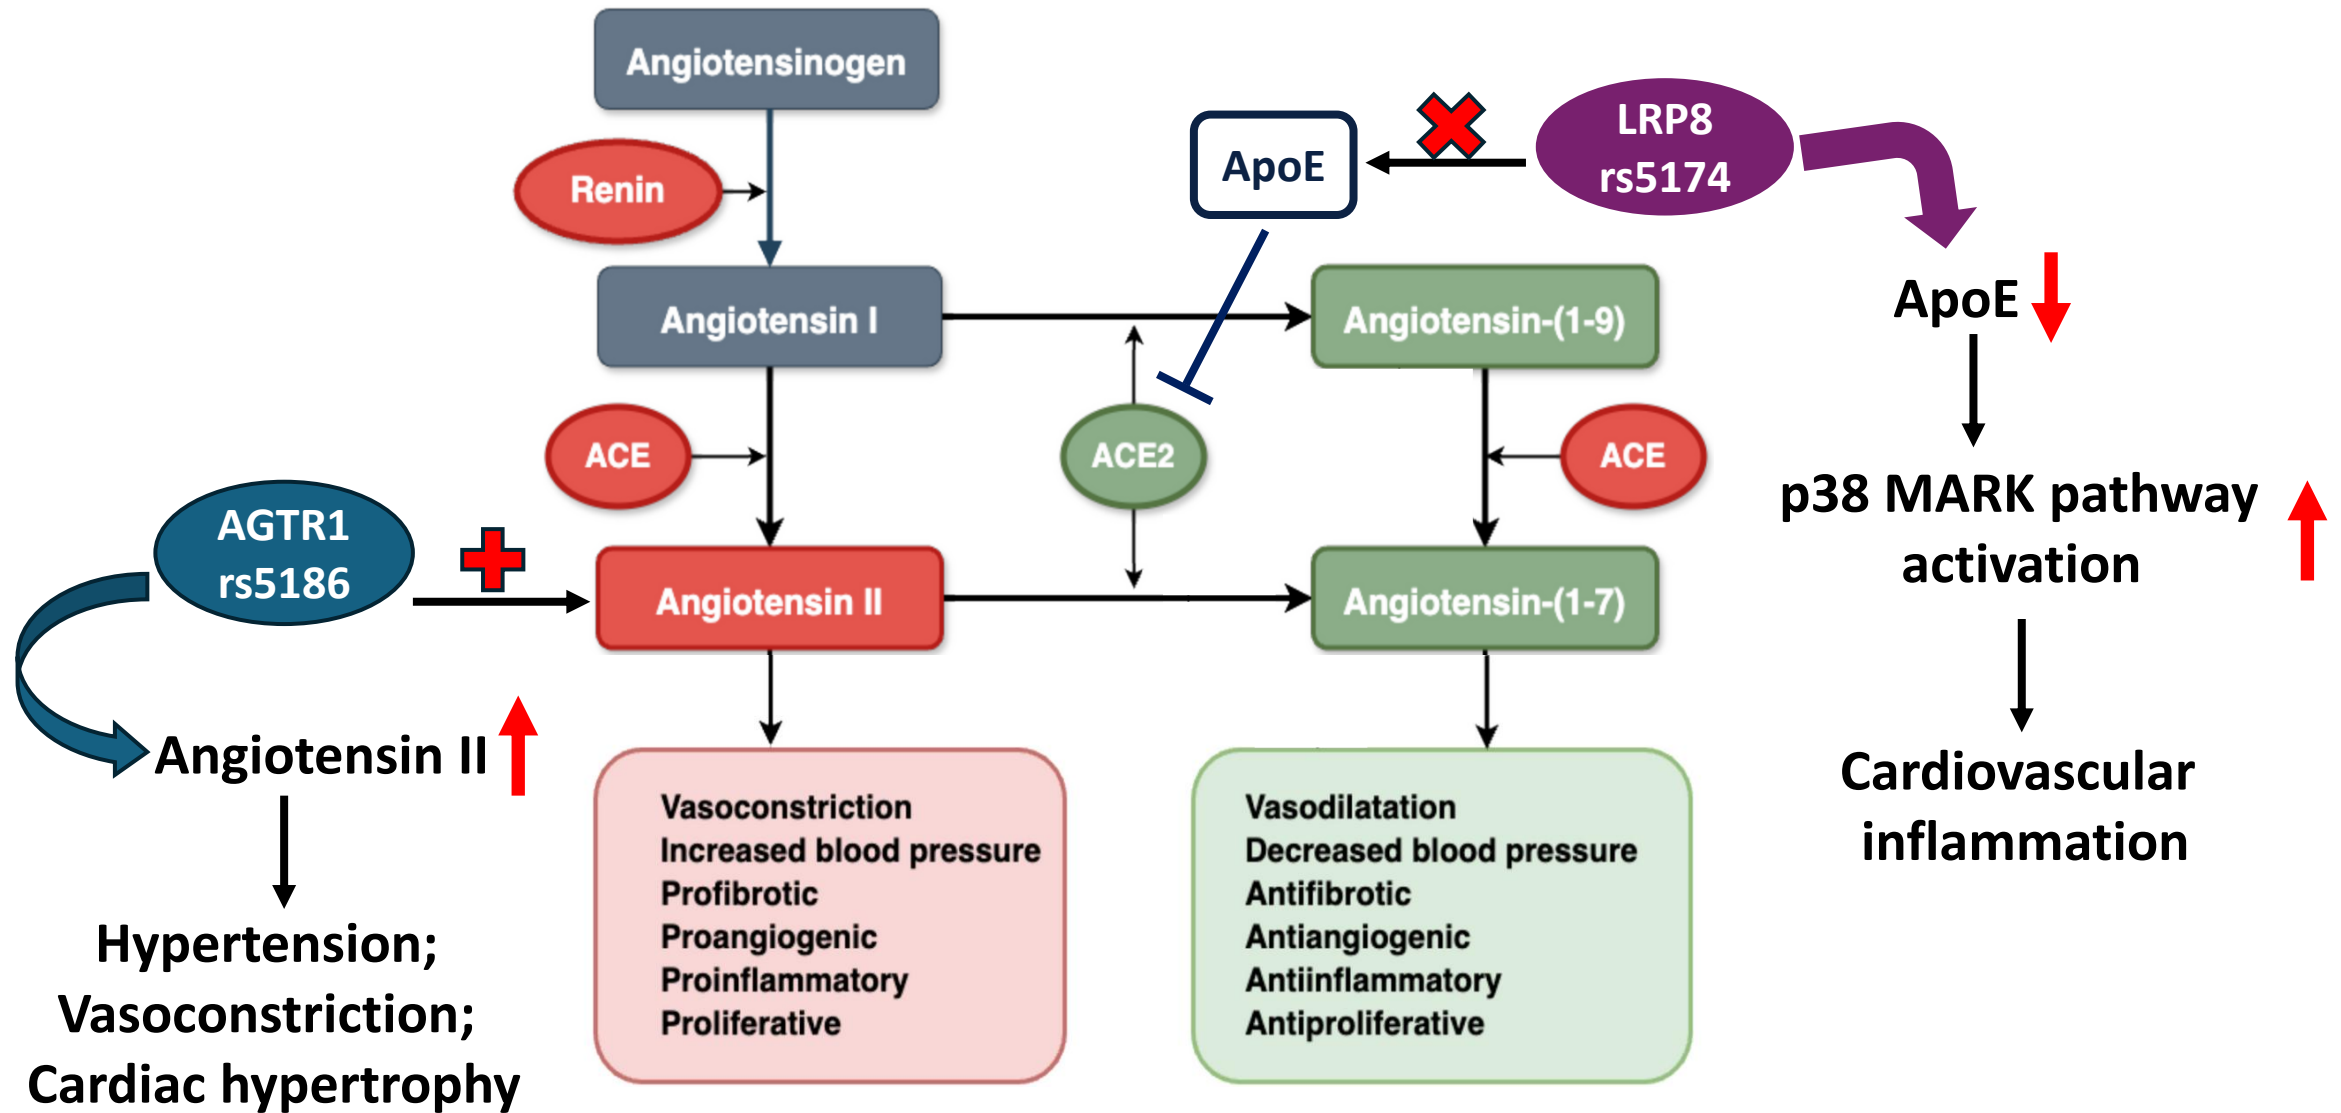 Angiotensinogen
Renin
ApoE
LRP8
rs5174
Angiotensin I
Angiotensin-(1-9)
ApoE
ACE
ACE2
ACE
p38 MARK pathway
activation
AGTR1
rs5186
Angiotensin II
Angiotensin-(1-7)
Angiotensin II
Hypertension;
Vasoconstriction;
Cardiac hypertrophy
Vasoconstriction
Increased blood pressure
Profibrotic
Proangiogenic
Proinflammatory
Proliferative
Vasodilatation
Decreased blood pressure
Antifibrotic
Antiangiogenic
Antiinflammatory
Antiproliferative
Cardiovascular
inflammation